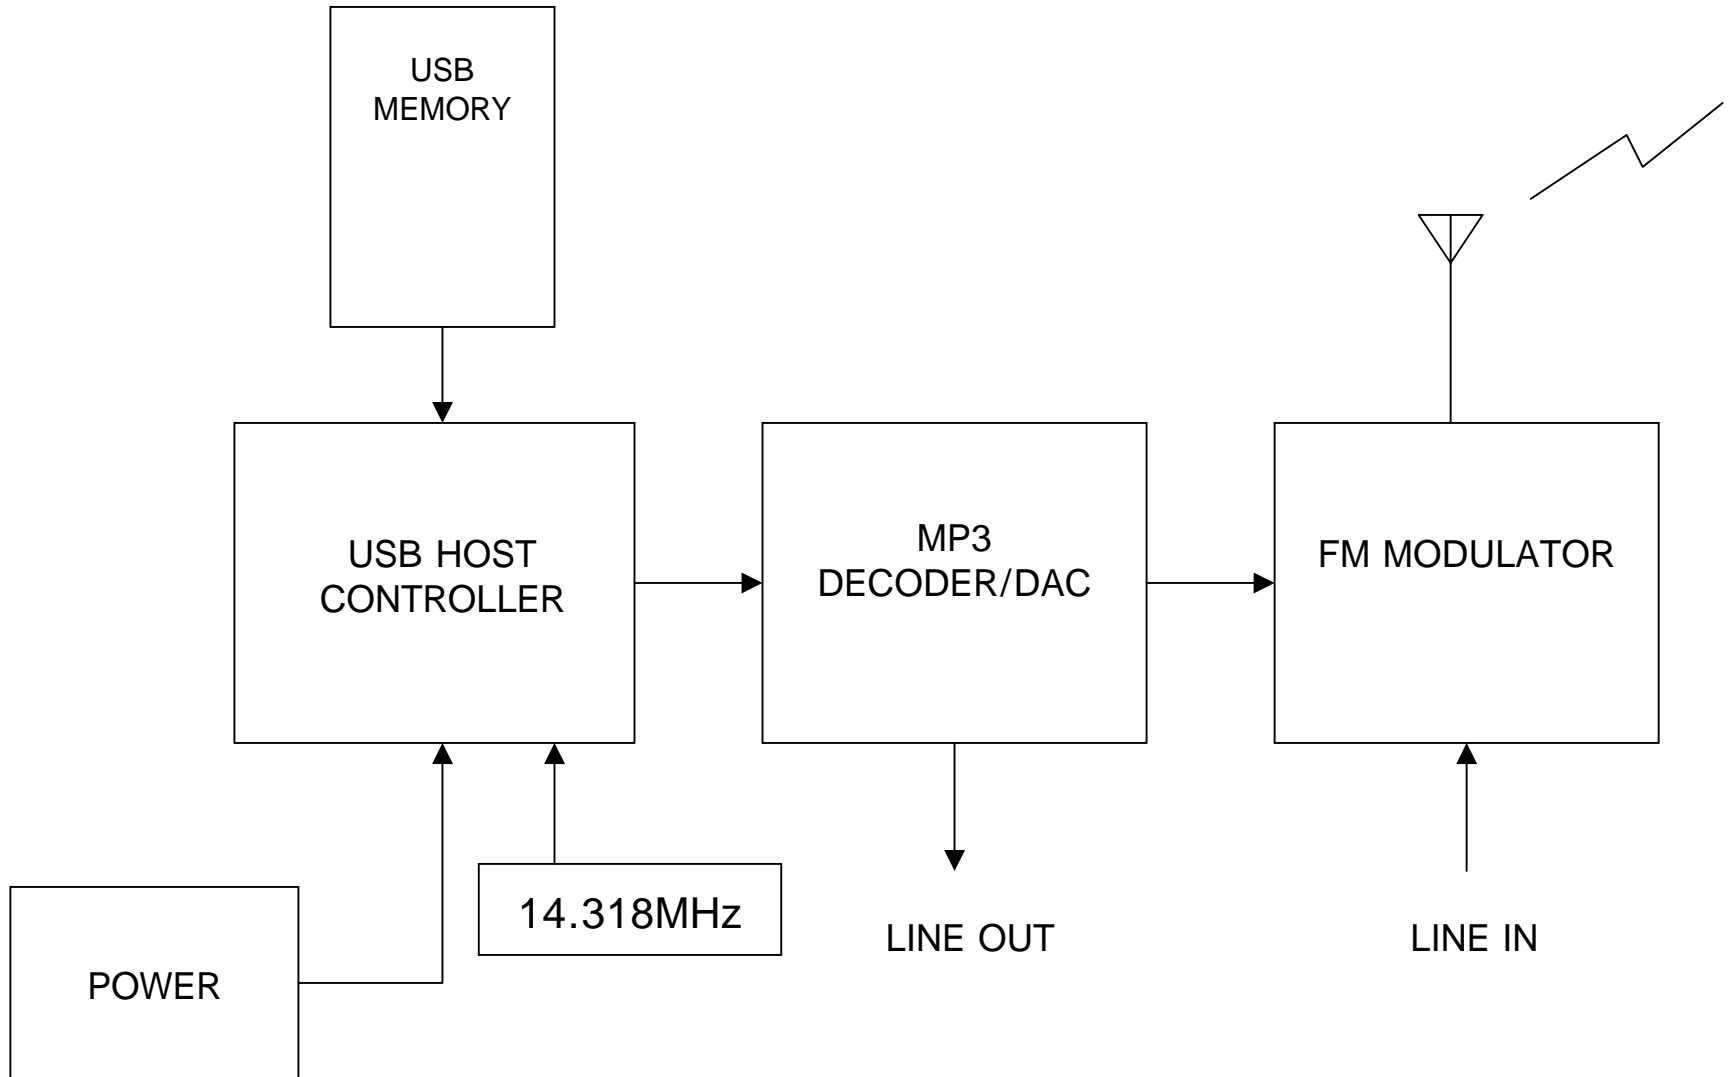 USB
MEMORY
USB HOST
CONTROLLER
MP3
DECODER/DAC
FM MODULATOR
14.318MHz
LINE OUT
LINE IN
POWER